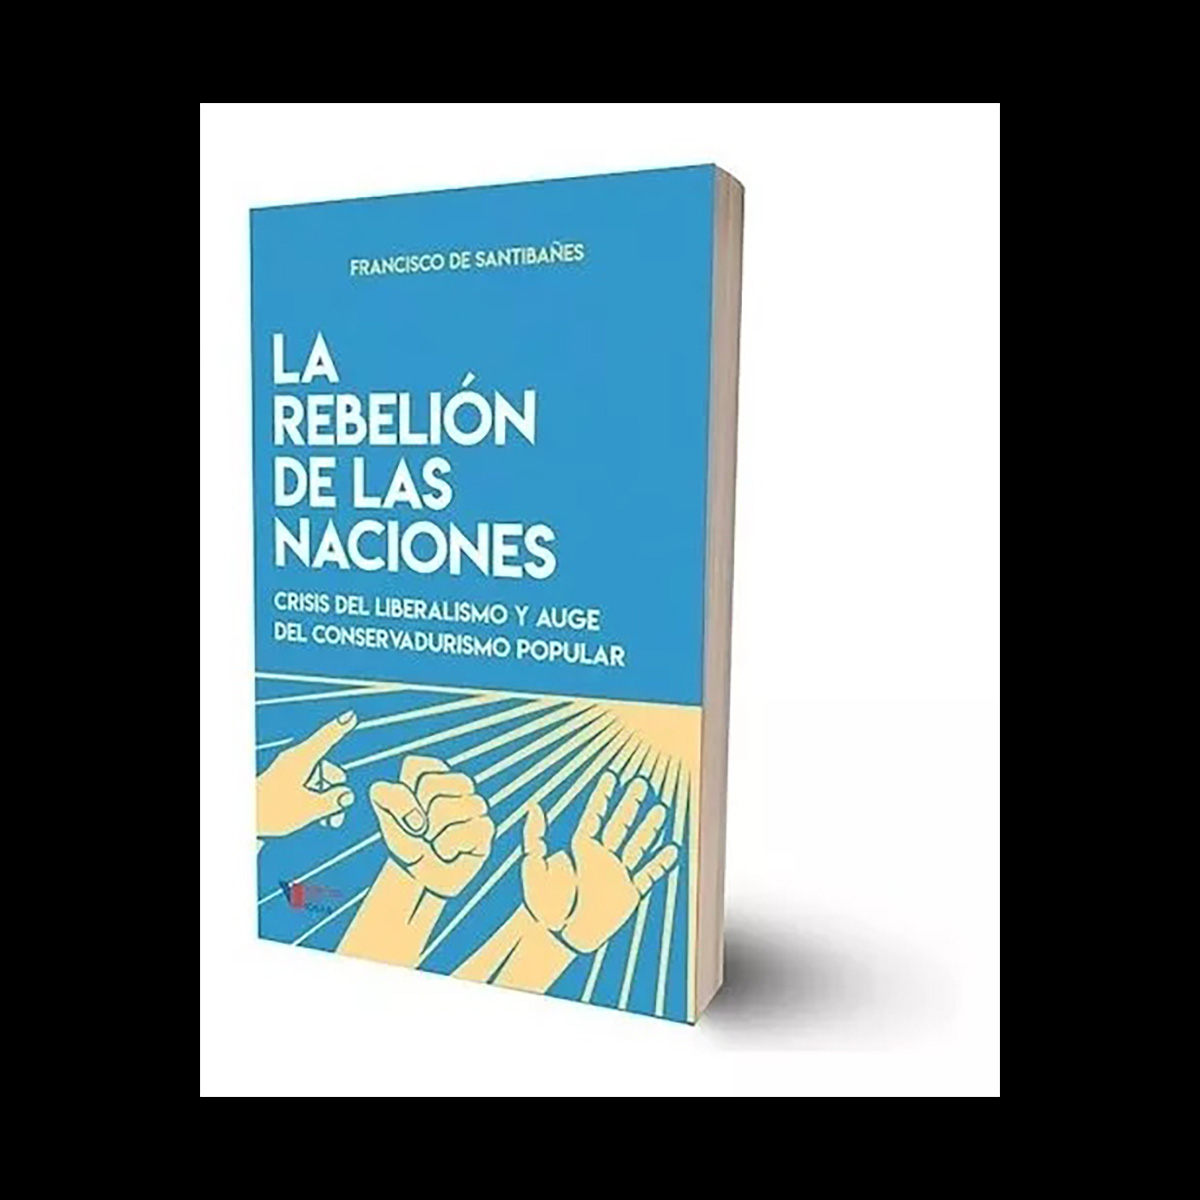 FRANCISCO DE SANTIBAÑES
LA
REBELIÓN
DE LAS
NACIONES
CRISIS DEL LIBERALISMO Y AUGE
DEL CONSERVADURISMO POPULAR